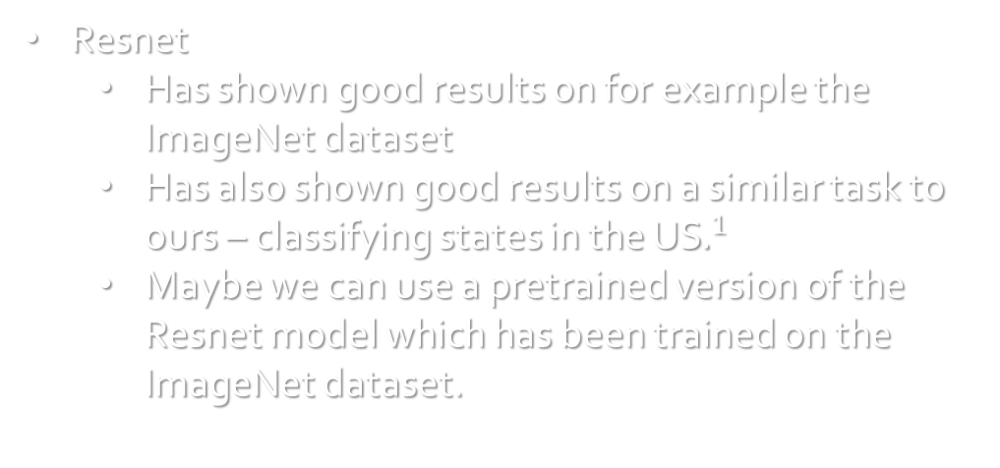 • Resnet
• Has shown good results on for example the
ImageNet dataset
• Has also shown good results on a similar task to
ours – classifying states in the US.¹
• Maybe we can use a pretrained version of the
Resnet model which has been trained on the
ImageNet dataset.